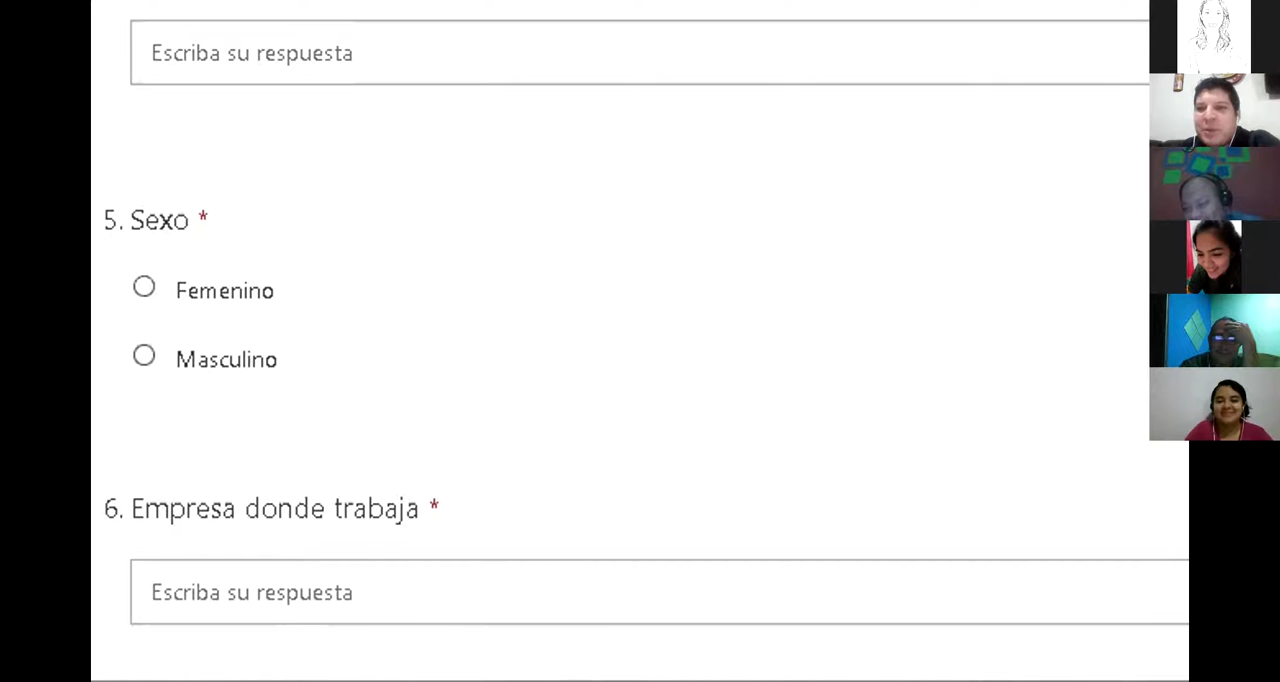 Escriba su respuesta
5. Sexo *
Femenino
Masculino
6. Empresa donde trabaja *
Escriba su respuesta